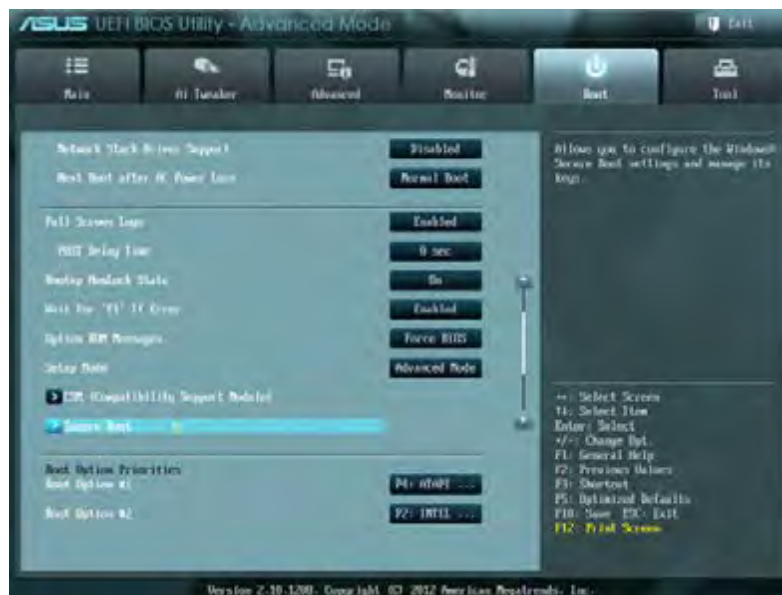 ASUS UEFI BIOS Utility - Advanced Mode
Exit
Main
Ai Tweaker
Advanced
Monitor
Boot
Tool
Network Stack Driver Support
Disabled
Next Boot after AC Power Loss
Normal Boot
Full Screen Logo
Enabled
POST Delay Time
0 sec
Bootup NumLock State
On
Wait For 'F1' If Error
Enabled
Option ROM Messages
Force BIOS
Setup Mode
Advanced Mode
CSM (Compatibility Support Module)
Secure Boot
Boot Option Priorities
Boot Option #1
P4: ATAPI ...
Boot Option #2
P2: INTEL ...
Allows you to configure the Windows
Secure Boot settings and manage its
keys.
→←: Select Screen
↑↓: Select Item
Enter: Select
+/-: Change Opt.
F1: General Help
F2: Previous Values
F3: Shortcut
F5: Optimized Defaults
F10: Save ESC: Exit
F12: Print Screen
Version 2.10.1208. Copyright (C) 2012 American Megatrends, Inc.